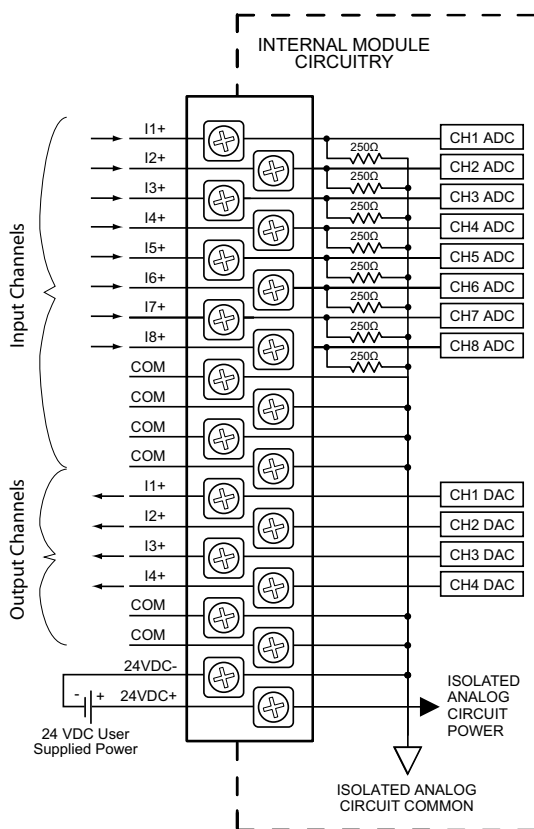 INTERNAL MODULE
CIRCUITRY
Input Channels
I1+
250Ω
CH1 ADC
I2+
250Ω
CH2 ADC
I3+
250Ω
CH3 ADC
I4+
250Ω
CH4 ADC
I5+
250Ω
CH5 ADC
I6+
250Ω
CH6 ADC
I7+
250Ω
CH7 ADC
I8+
250Ω
CH8 ADC
COM
COM
COM
COM
Output Channels
I1+
CH1 DAC
I2+
CH2 DAC
I3+
CH3 DAC
I4+
CH4 DAC
COM
COM
24VDC-
- + 24VDC+
24 VDC User
Supplied Power
ISOLATED
ANALOG
CIRCUIT
POWER
ISOLATED ANALOG
CIRCUIT COMMON